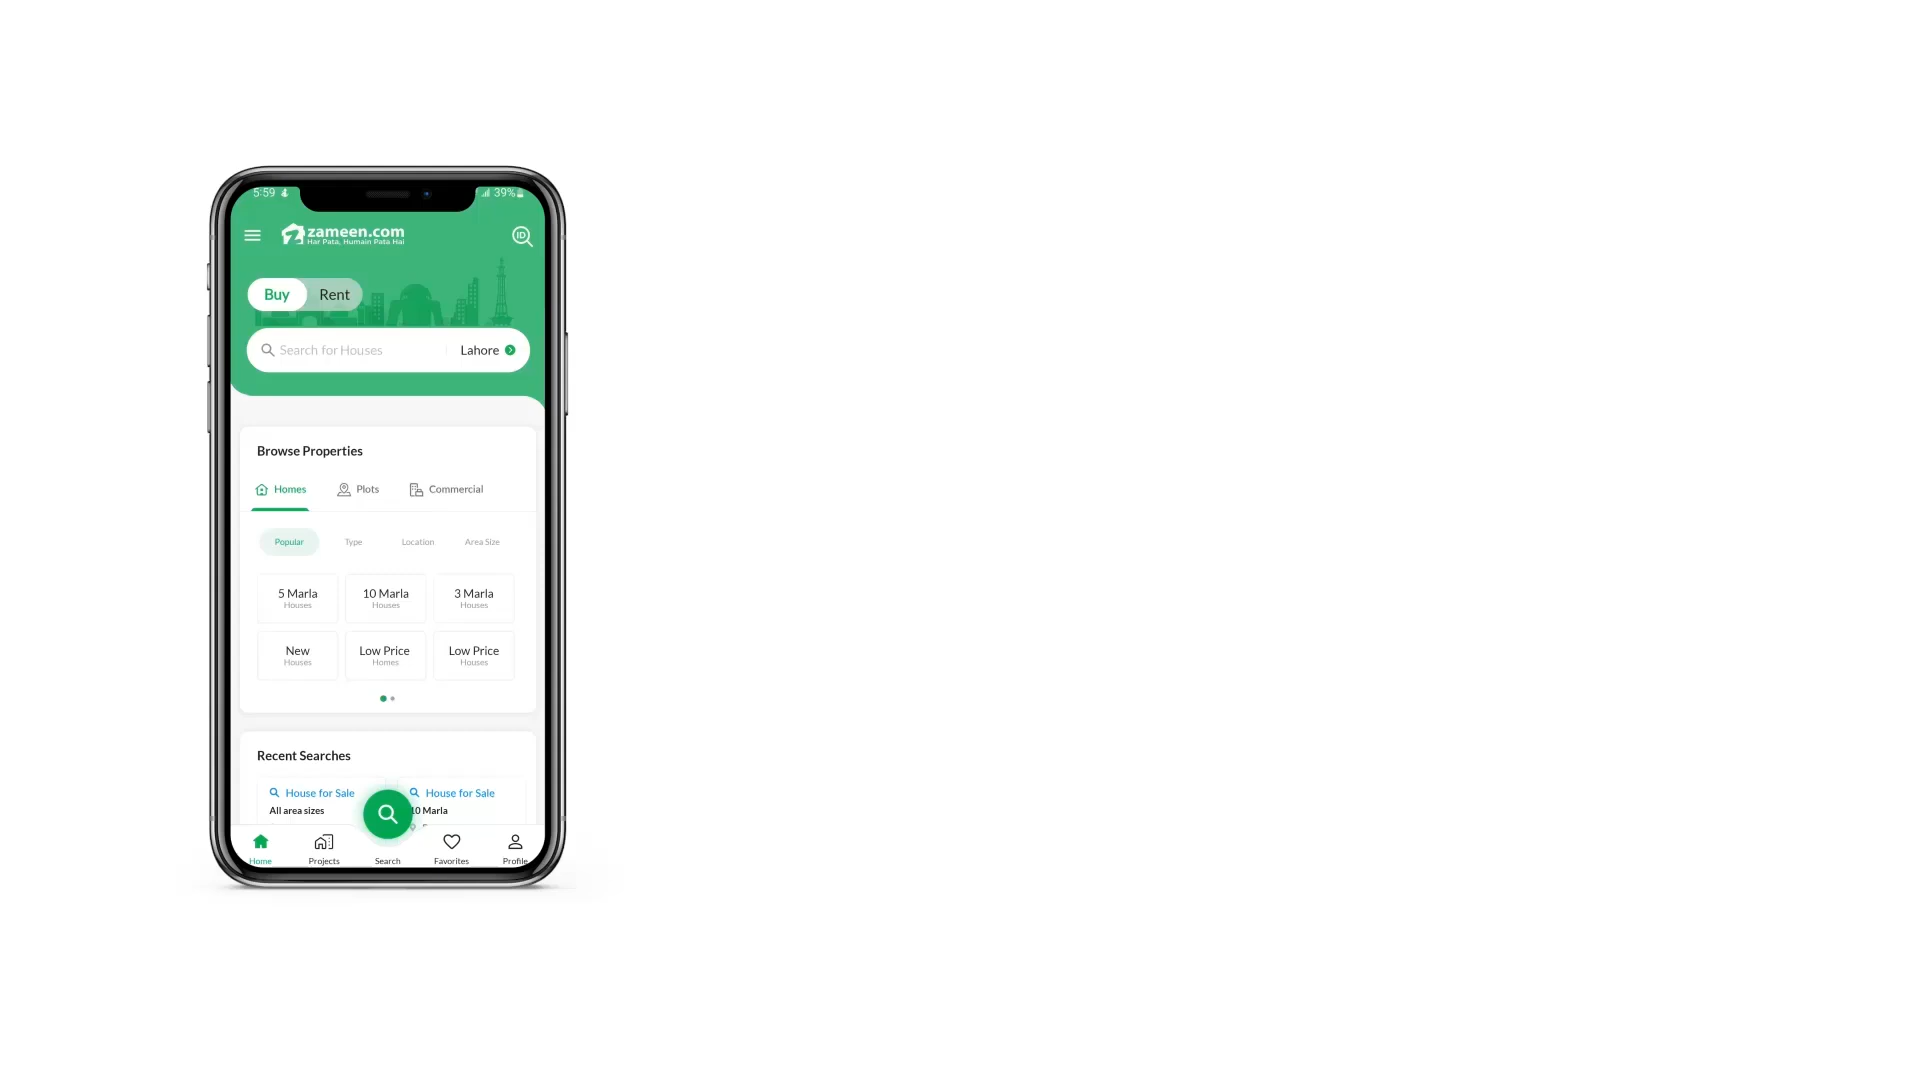 5:59
39%
zameen.com
Har Pata, Humain Pata Hai
ID
Buy Rent
Search for Houses Lahore
Browse Properties
Homes Plots Commercial
Popular Type Location Area Size
5 Marla 10 Marla 3 Marla
Houses Houses Houses
New Low Price Low Price
Houses Homes Houses
Recent Searches
House for Sale House for Sale
All area sizes 10 Marla
Home Projects Search Favorites Profile